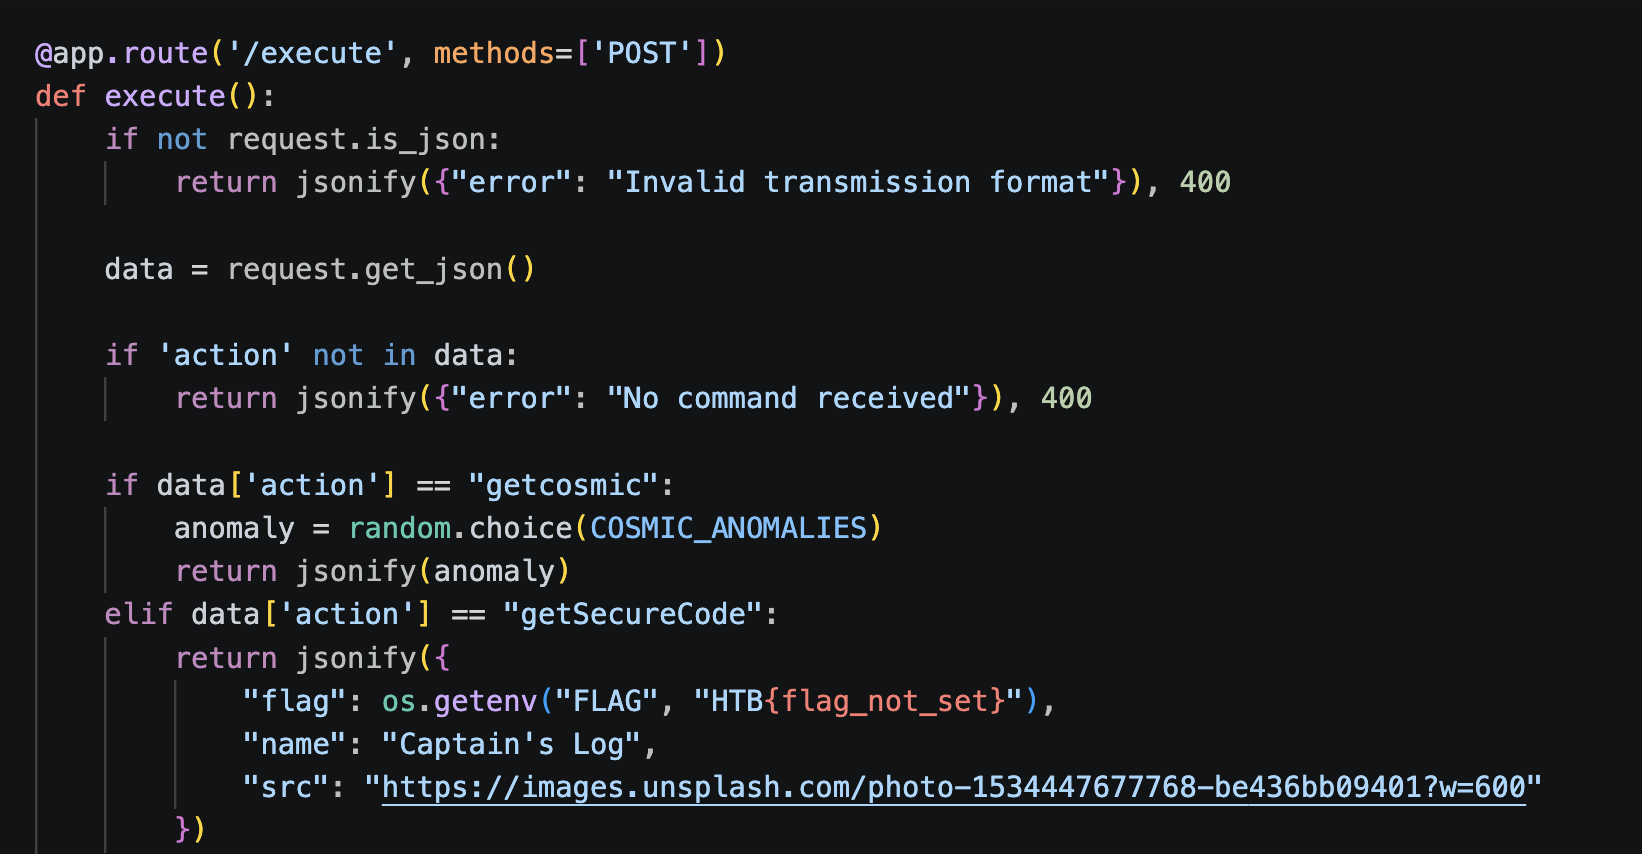 @app.route('/execute', methods=['POST'])
def execute():
    if not request.is_json:
        return jsonify({"error": "Invalid transmission format"}), 400

    data = request.get_json()

    if 'action' not in data:
        return jsonify({"error": "No command received"}), 400

    if data['action'] == "getcosmic":
        anomaly = random.choice(COSMIC_ANOMALIES)
        return jsonify(anomaly)
    elif data['action'] == "getSecureCode":
        return jsonify({
            "flag": os.getenv("FLAG", "HTB{flag_not_set}"),
            "name": "Captain's Log",
            "src": "https://images.unsplash.com/photo-1534447677768-be436bb09401?w=600"
        })